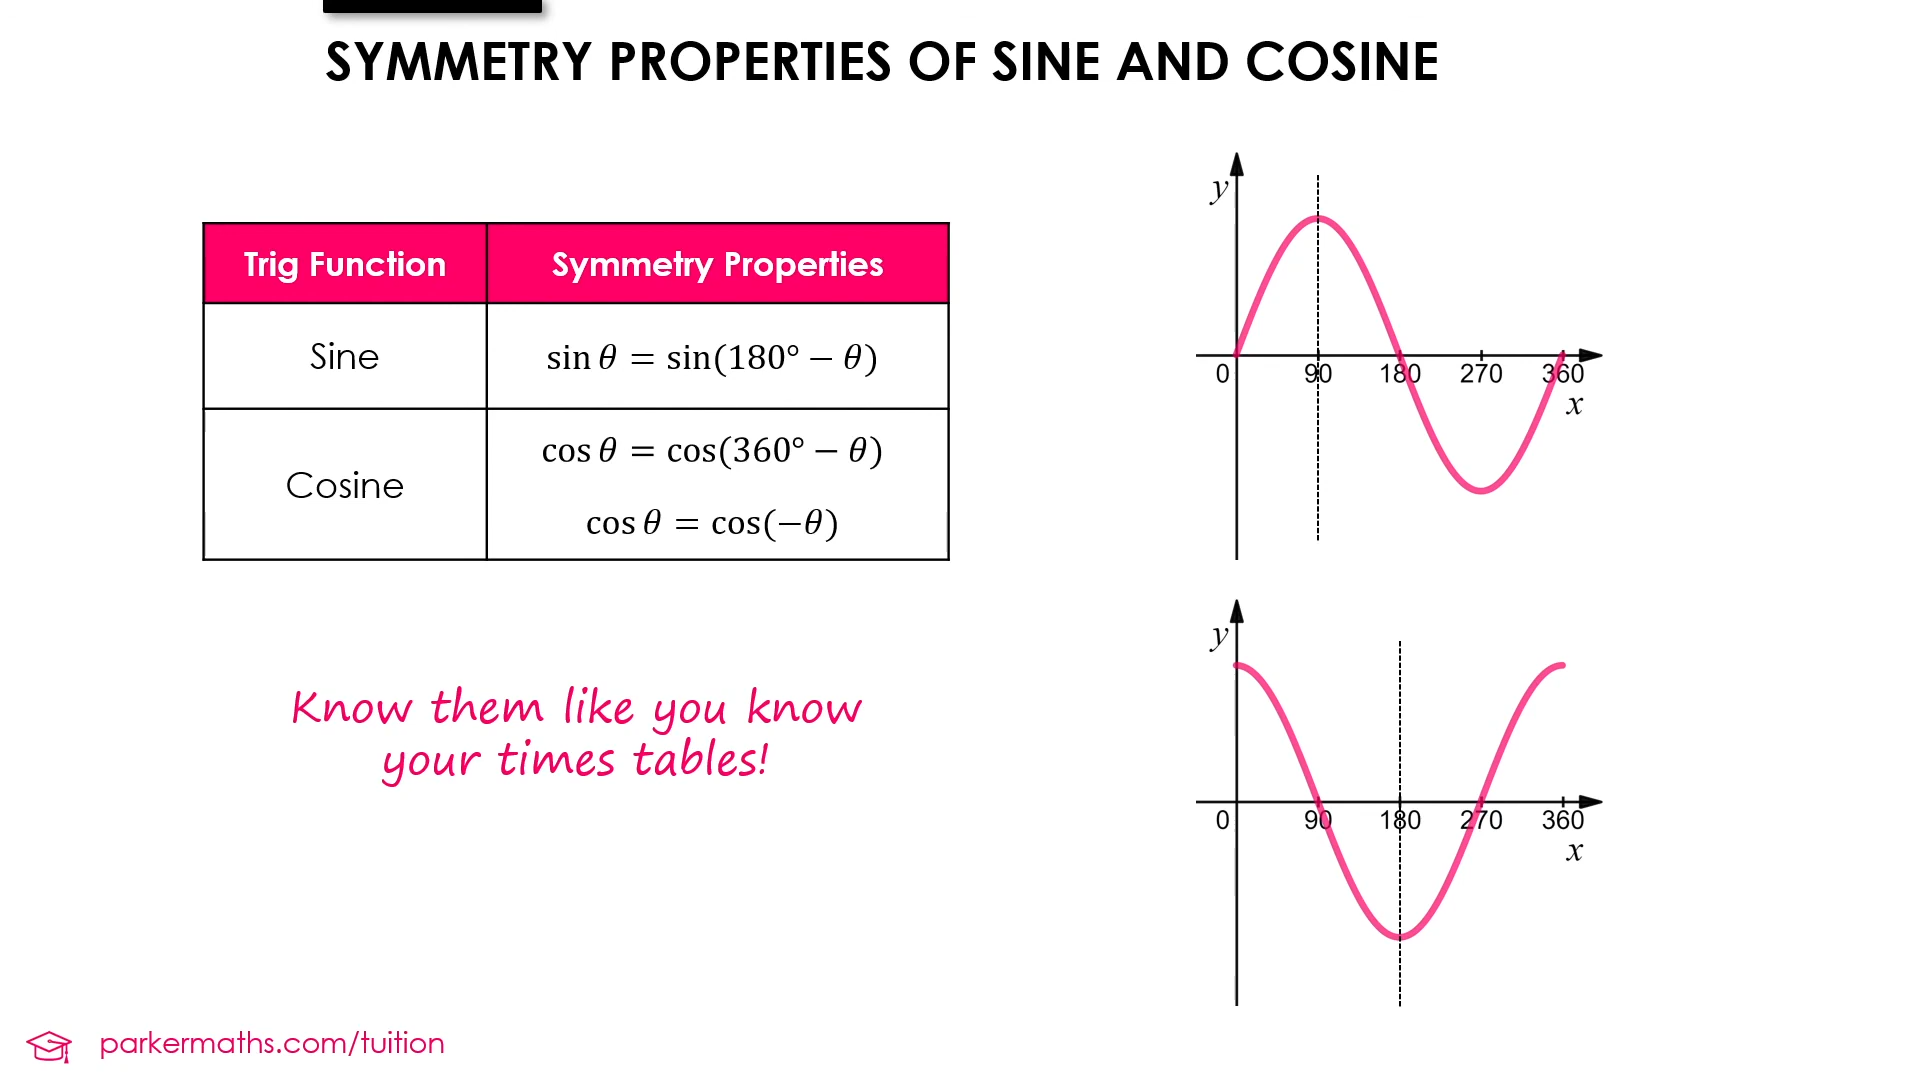 SYMMETRY PROPERTIES OF SINE AND COSINE
Trig Function Symmetry Properties
Sine sin θ = sin(180° − θ)
Cosine
cos θ = cos(360° − θ)
cos θ = cos(−θ)
Know them like you know
your times tables!
y
0 90 180 270 360
x
y
0 90 180 270 360
x
parkermaths.com/tuition